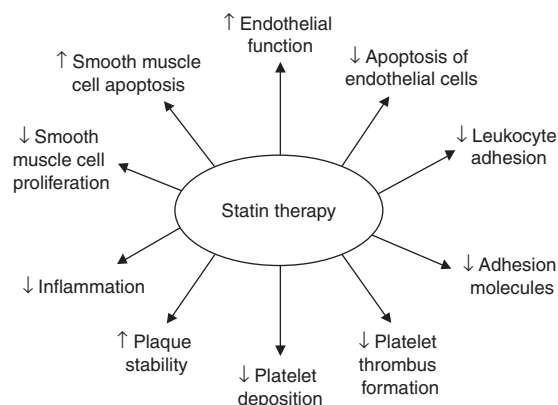 ↑ Endothelial
function
↓ Apoptosis of
endothelial cells
↓ Leukocyte
adhesion
↓ Adhesion
molecules
↓ Platelet
thrombus
formation
↓ Platelet
deposition
↑ Plaque
stability
↓ Inflammation
↓ Smooth
muscle cell
proliferation
↑ Smooth muscle
cell apoptosis
Statin therapy